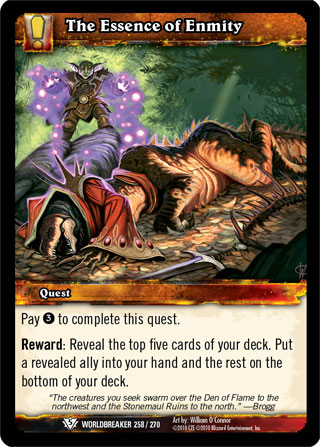 The Essence of Enmity
Quest
Pay 3 to complete this quest.
Reward: Reveal the top five cards of your deck. Put
a revealed ally into your hand and the rest on the
bottom of your deck.
"The creatures you seek swarm over the Den of Flame to the
northwest and the Stonemaul Ruins to the north." —Brogg
WORLDBREAKER 258 / 270
Art by: William O'Connor
©2010 CZE ©2010 Blizzard Entertainment, Inc.